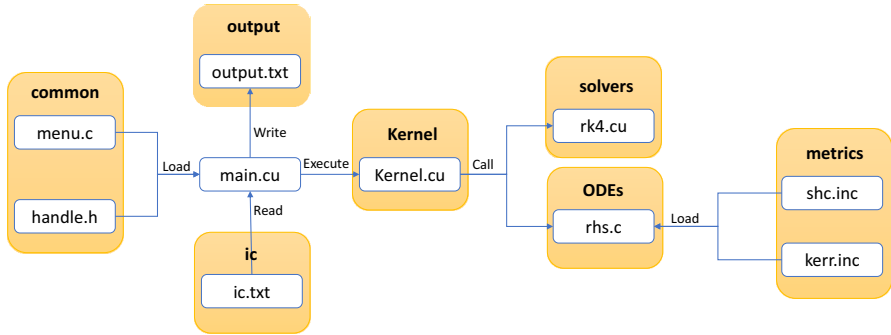 output
output.txt
common
menu.c
handle.h
Load
Write
main.cu
Read
ic
ic.txt
Execute
Kernel
Kernel.cu
Call
solvers
rk4.cu
ODEs
rhs.c
Load
metrics
shc.inc
kerr.inc